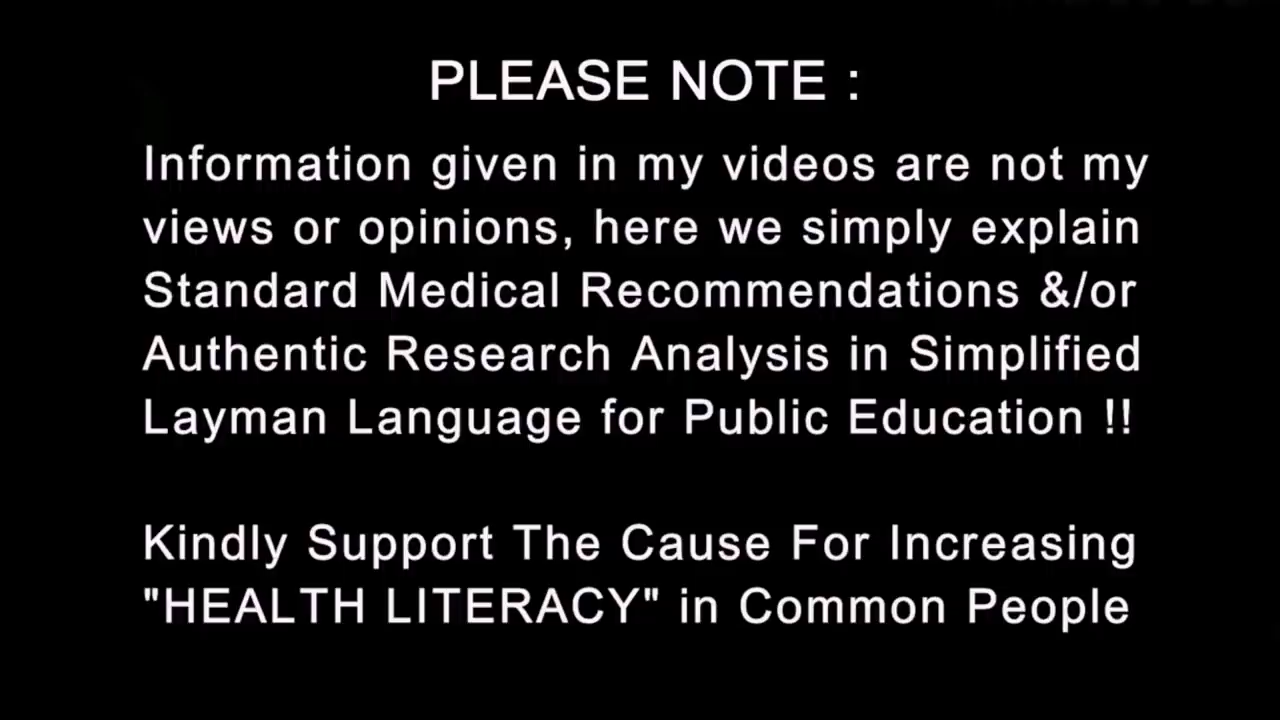 PLEASE NOTE :
Information given in my videos are not my
views or opinions, here we simply explain
Standard Medical Recommendations &/or
Authentic Research Analysis in Simplified
Layman Language for Public Education !!
Kindly Support The Cause For Increasing
"HEALTH LITERACY" in Common People